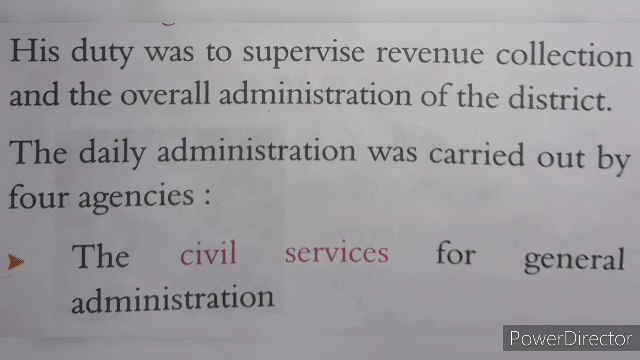 His duty was to supervise revenue collection
and the overall administration of the district.
The daily administration was carried out by
four agencies :
The civil services for general
administration
PowerDirector